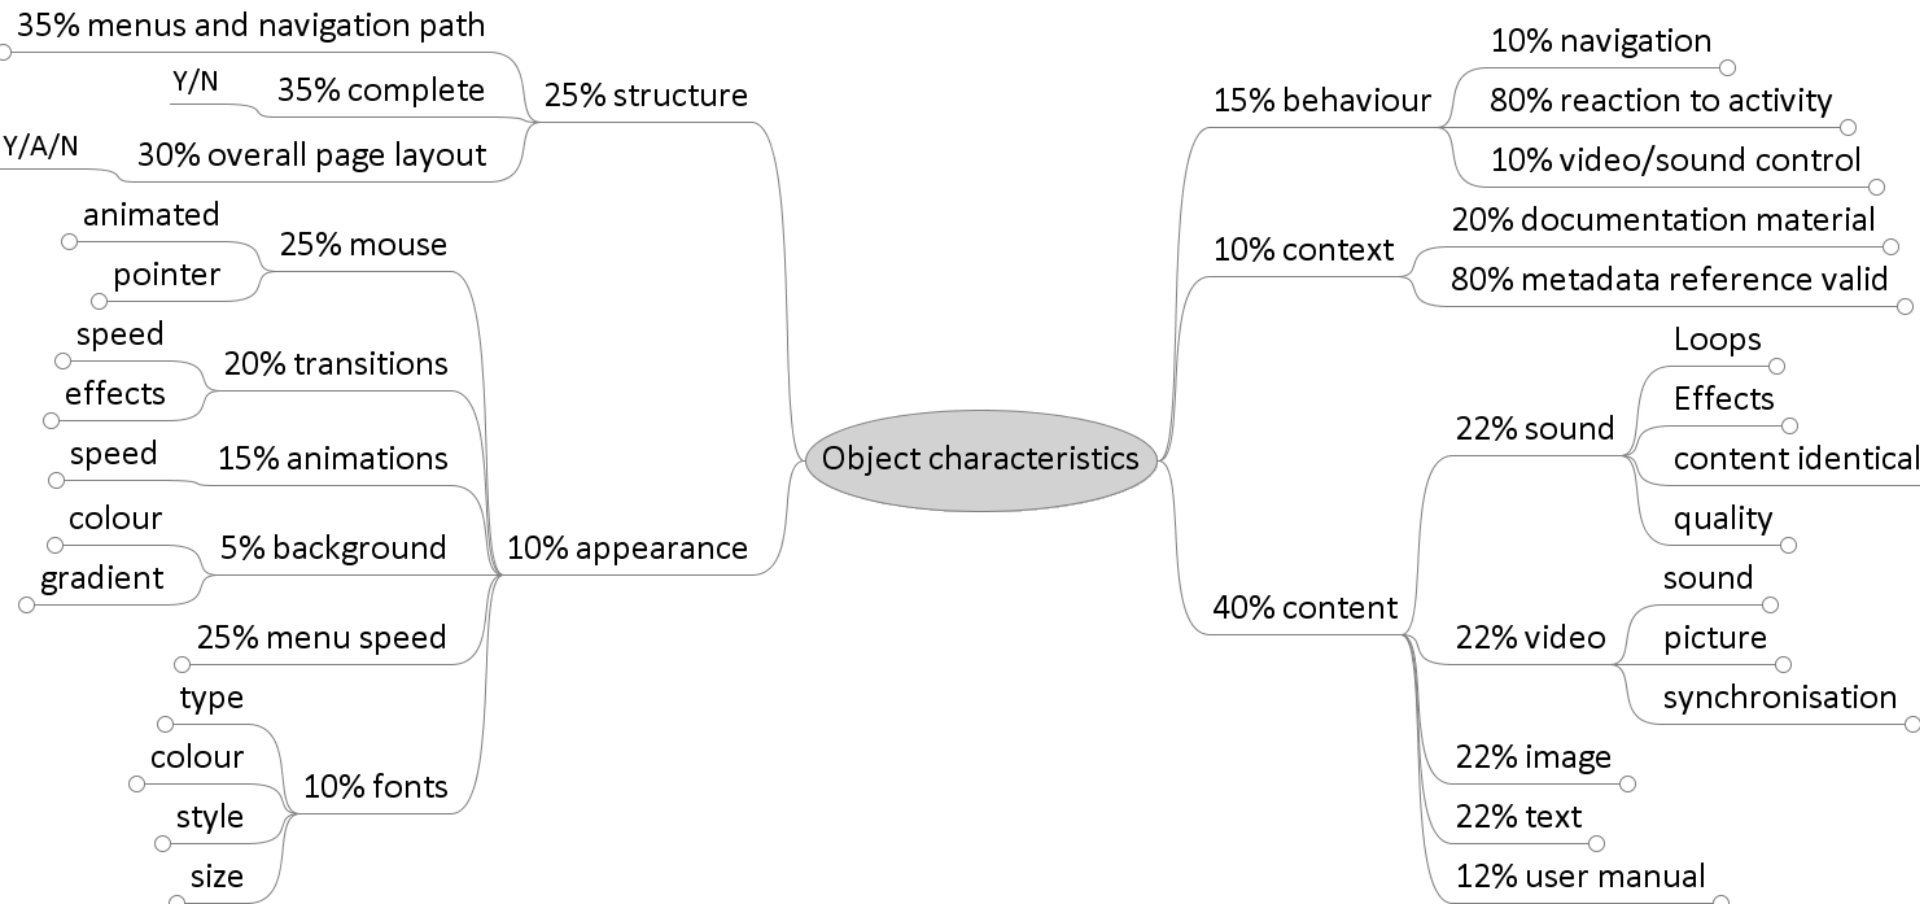 35% menus and navigation path
Y/N
35% complete
25% structure
Y/A/N
30% overall page layout
animated
25% mouse
pointer
speed
20% transitions
effects
speed
15% animations
colour
5% background
10% appearance
gradient
25% menu speed
type
colour
10% fonts
style
size
Object characteristics
10% navigation
15% behaviour
80% reaction to activity
10% video/sound control
20% documentation material
10% context
80% metadata reference valid
Loops
Effects
22% sound
content identical
quality
40% content
sound
22% video
picture
synchronisation
22% image
22% text
12% user manual